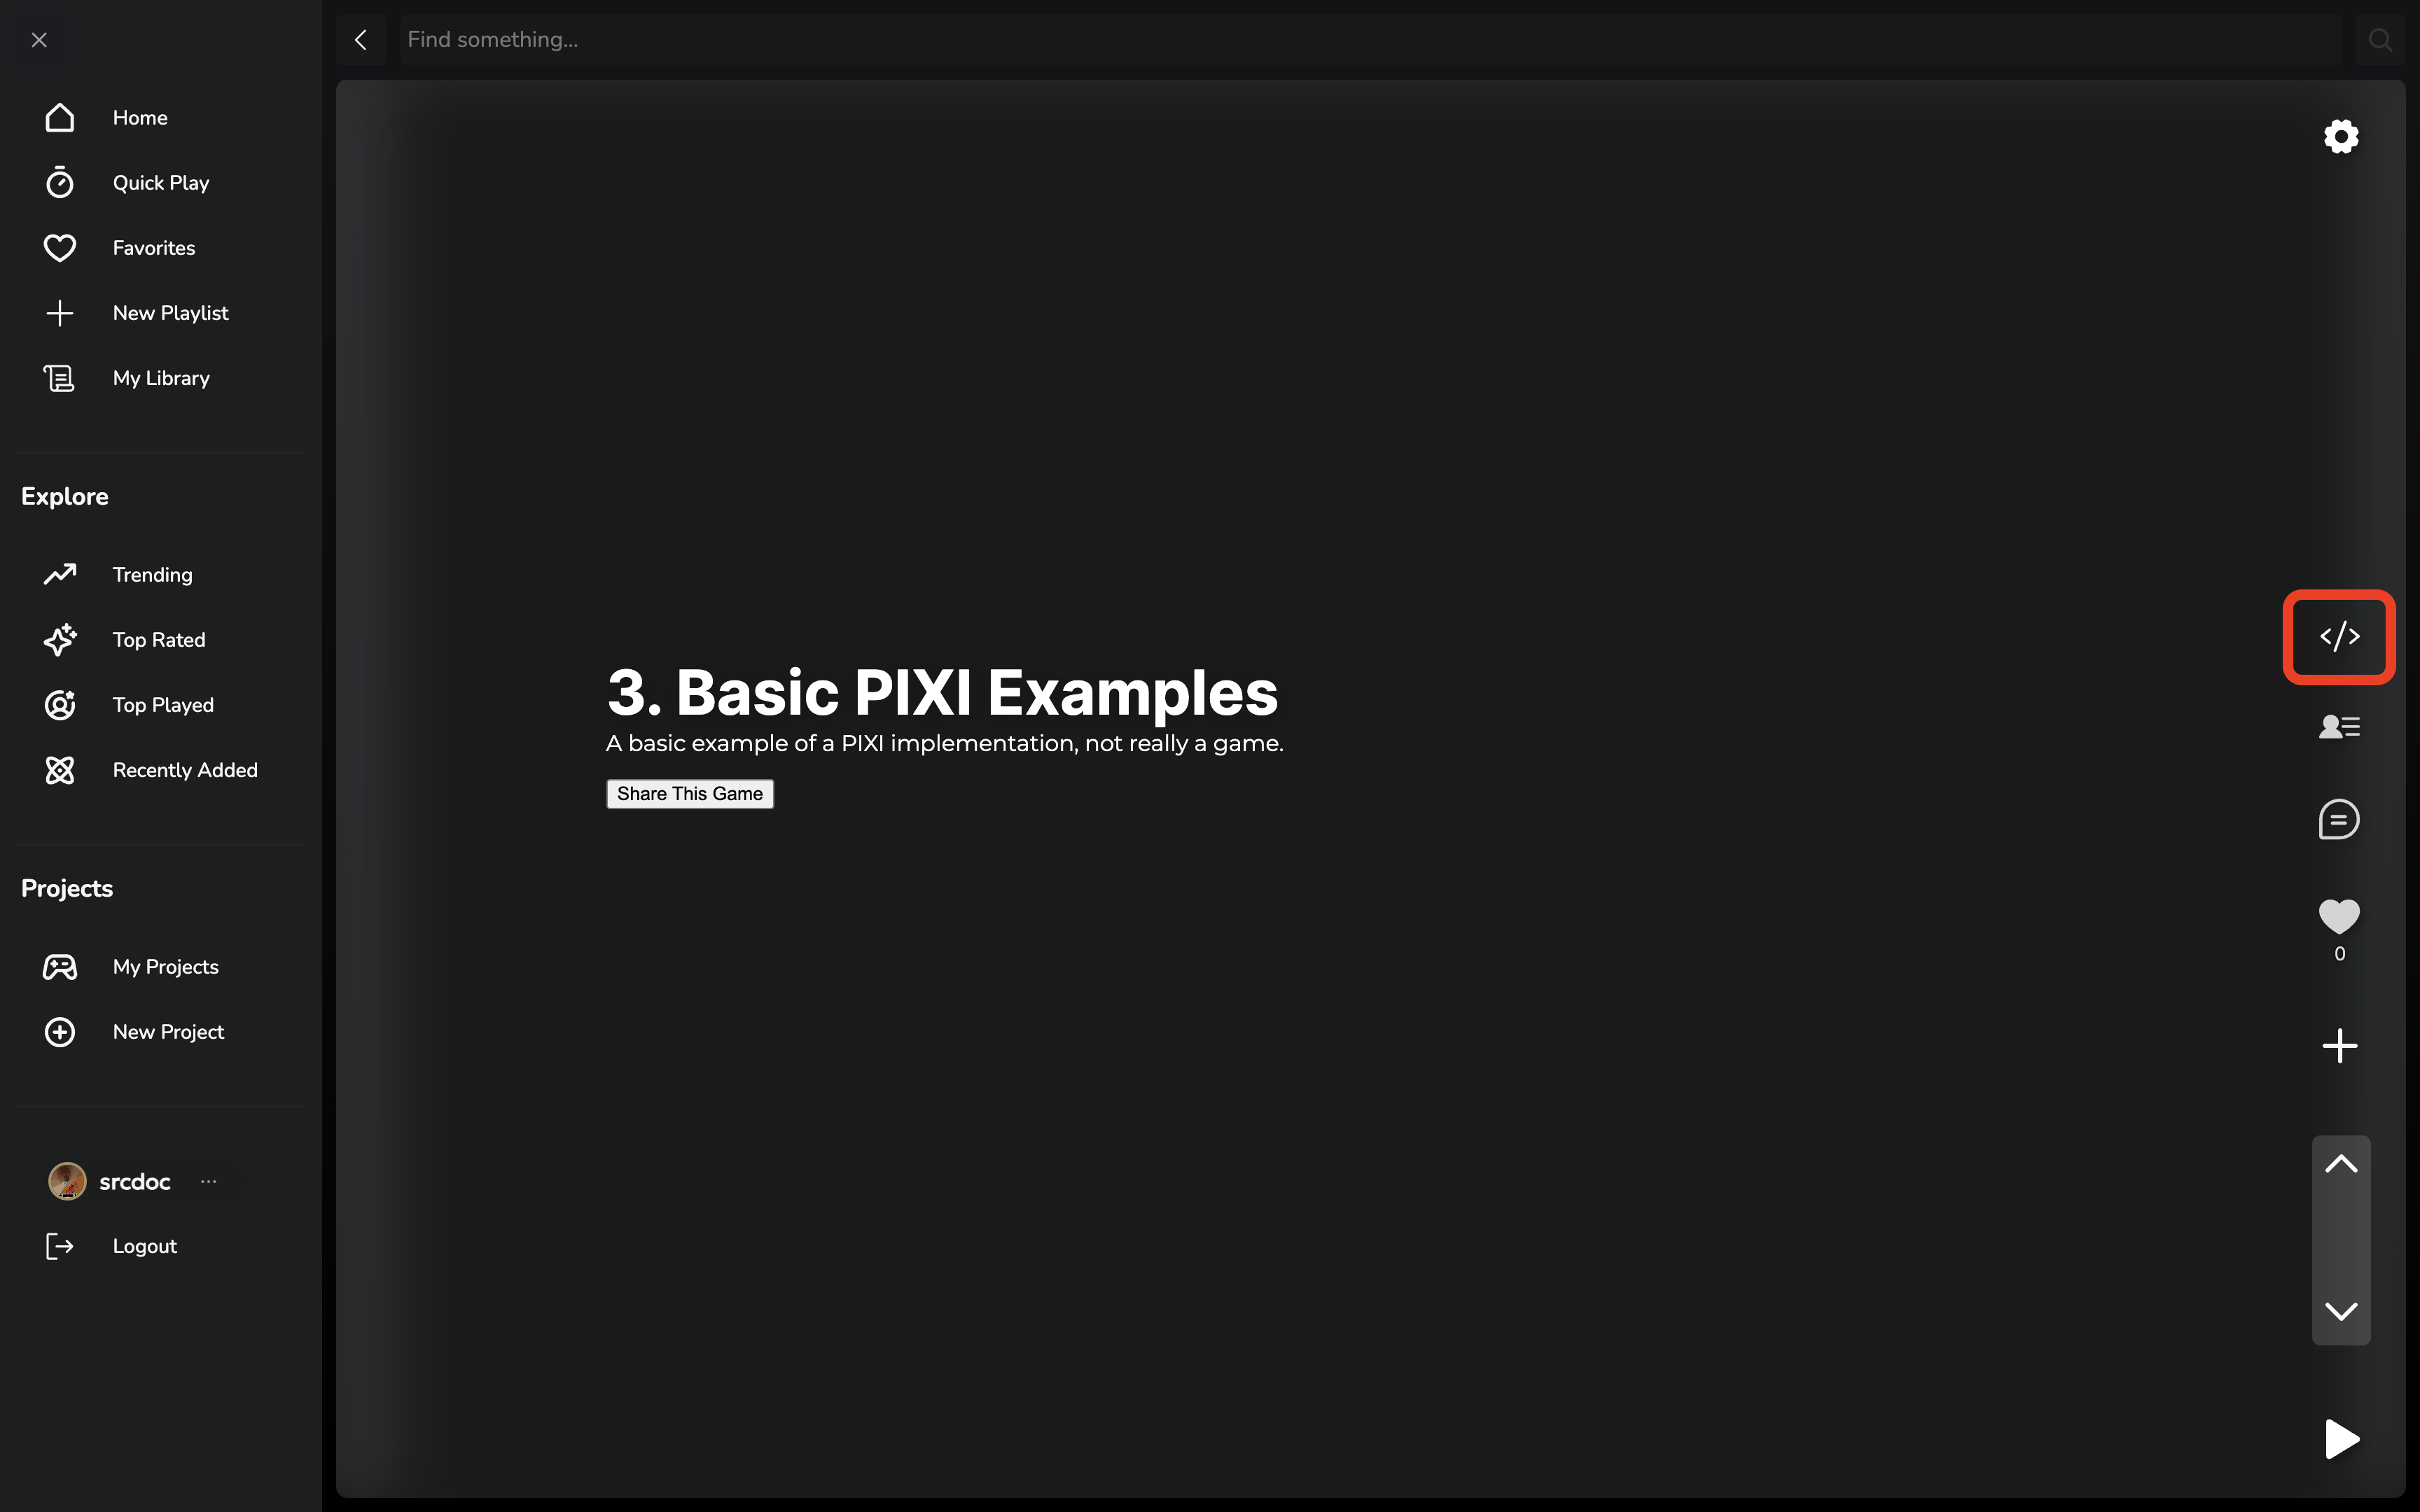 Find something...
Home
Quick Play
Favorites
New Playlist
My Library
Explore
Trending
Top Rated
Top Played
Recently Added
Projects
My Projects
New Project
srcdoc ...
Logout
3. Basic PIXI Examples
A basic example of a PIXI implementation, not really a game.
Share This Game
0